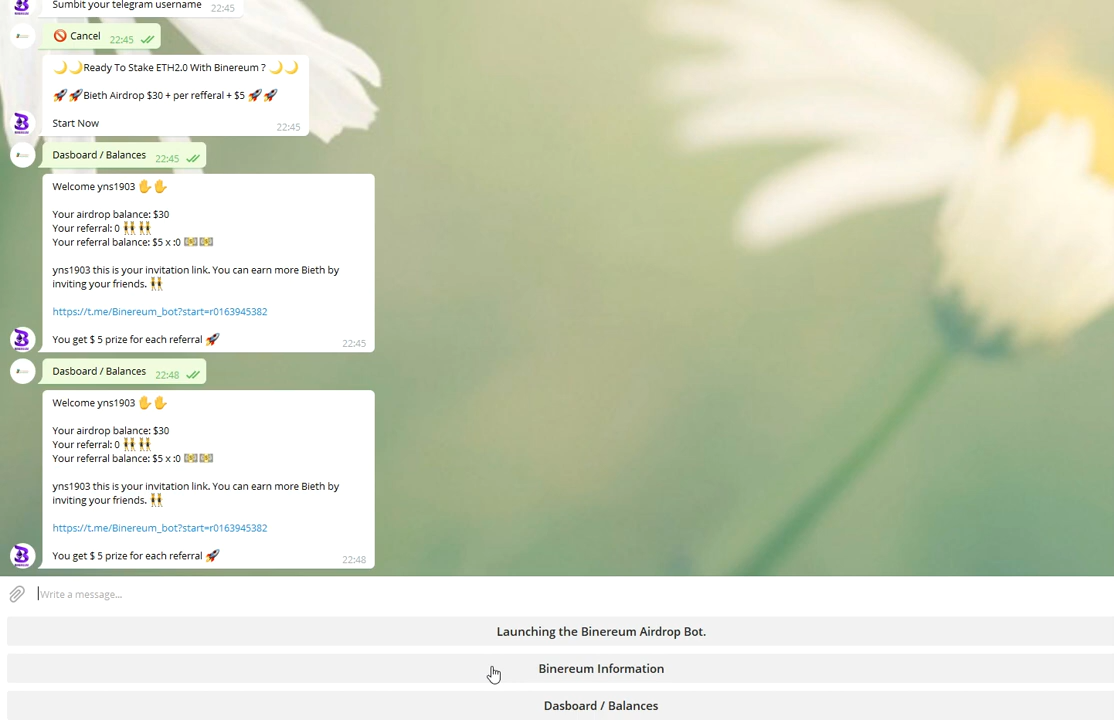 Sumbit your telegram username 22:45
🚫 Cancel 22:45
🌙🌙Ready To Stake ETH2.0 With Binereum ? 🌙🌙
🚀 🚀Bieth Airdrop $30 + per refferal + $5 🚀 🚀
Start Now 22:45
Dasboard / Balances 22:45
Welcome yns1903 ✋✋
Your airdrop balance: $30
Your referral: 0 👯 👯
Your referral balance: $5 x :0 💵💵
yns1903 this is your invitation link. You can earn more Bieth by
inviting your friends. 👯
https://t.me/Binereum_bot?start=r0163945382
You get $ 5 prize for each referral 🚀 22:45
Dasboard / Balances 22:48
Welcome yns1903 ✋✋
Your airdrop balance: $30
Your referral: 0 👯 👯
Your referral balance: $5 x :0 💵💵
yns1903 this is your invitation link. You can earn more Bieth by
inviting your friends. 👯
https://t.me/Binereum_bot?start=r0163945382
You get $ 5 prize for each referral 🚀 22:48
Write a message...
Launching the Binereum Airdrop Bot.
Binereum Information
Dasboard / Balances